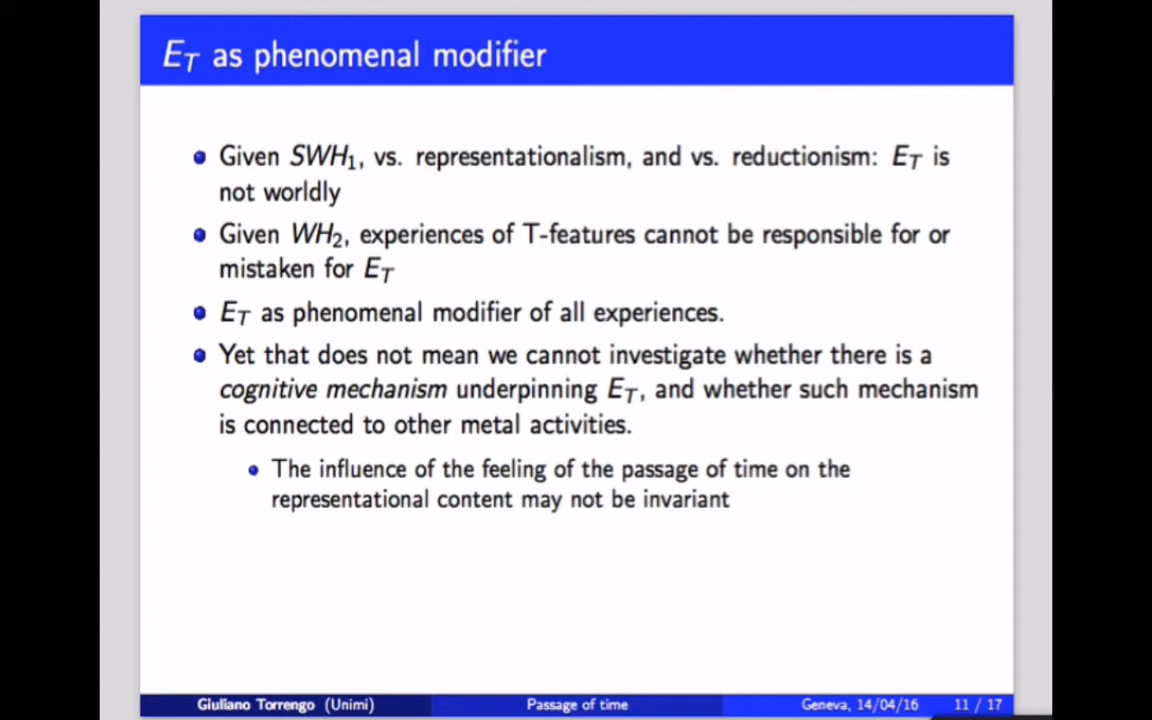 E_T as phenomenal modifier
Given SWH_1, vs. representationalism, and vs. reductionism: E_T is
not worldly
Given WH_2, experiences of T-features cannot be responsible for or
mistaken for E_T
E_T as phenomenal modifier of all experiences.
Yet that does not mean we cannot investigate whether there is a
cognitive mechanism underpinning E_T, and whether such mechanism
is connected to other metal activities.
The influence of the feeling of the passage of time on the
representational content may not be invariant
Giuliano Torrengo (Unimi) Passage of time Geneva, 14/04/16 11 / 17